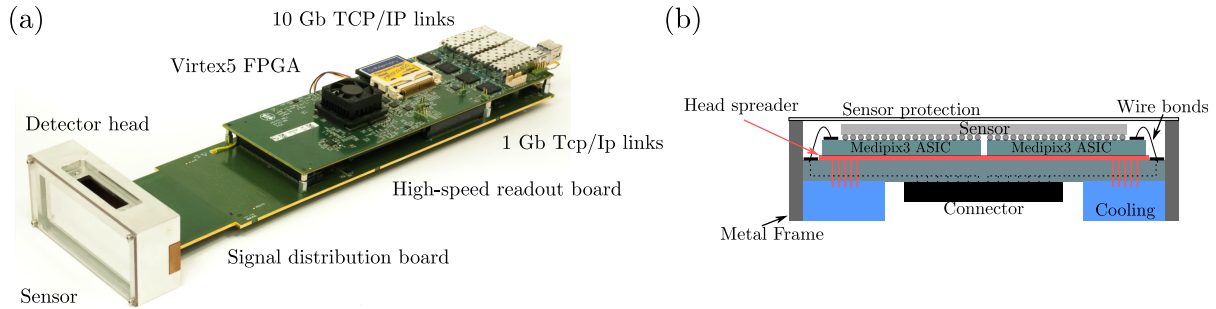 (a)
10 Gb TCP/IP links
Virtex5 FPGA
Detector head
1 Gb Tcp/Ip links
High-speed readout board
Signal distribution board
Sensor
(b)
Head spreader
Sensor protection
Wire bonds
Sensor
Medipix3 ASIC
Medipix3 ASIC
Connector
Cooling
Metal Frame